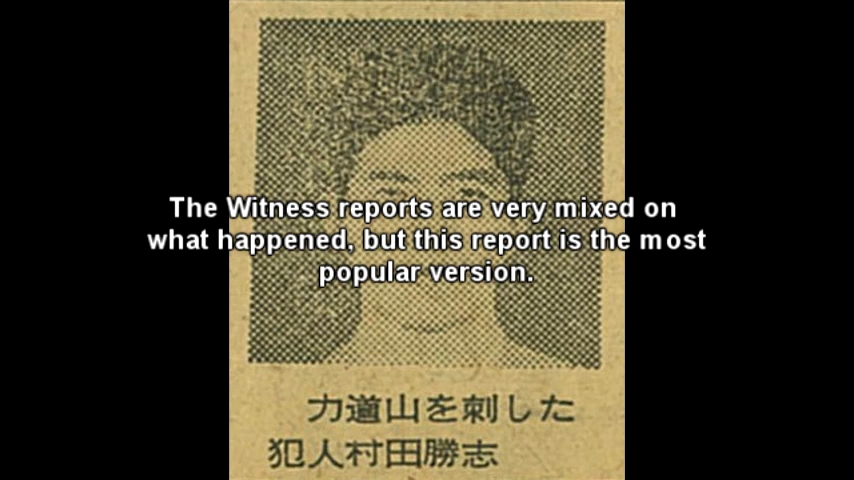 The Witness reports are very mixed on
what happened, but this report is the most
popular version.
力道山を刺した
犯人村田勝志